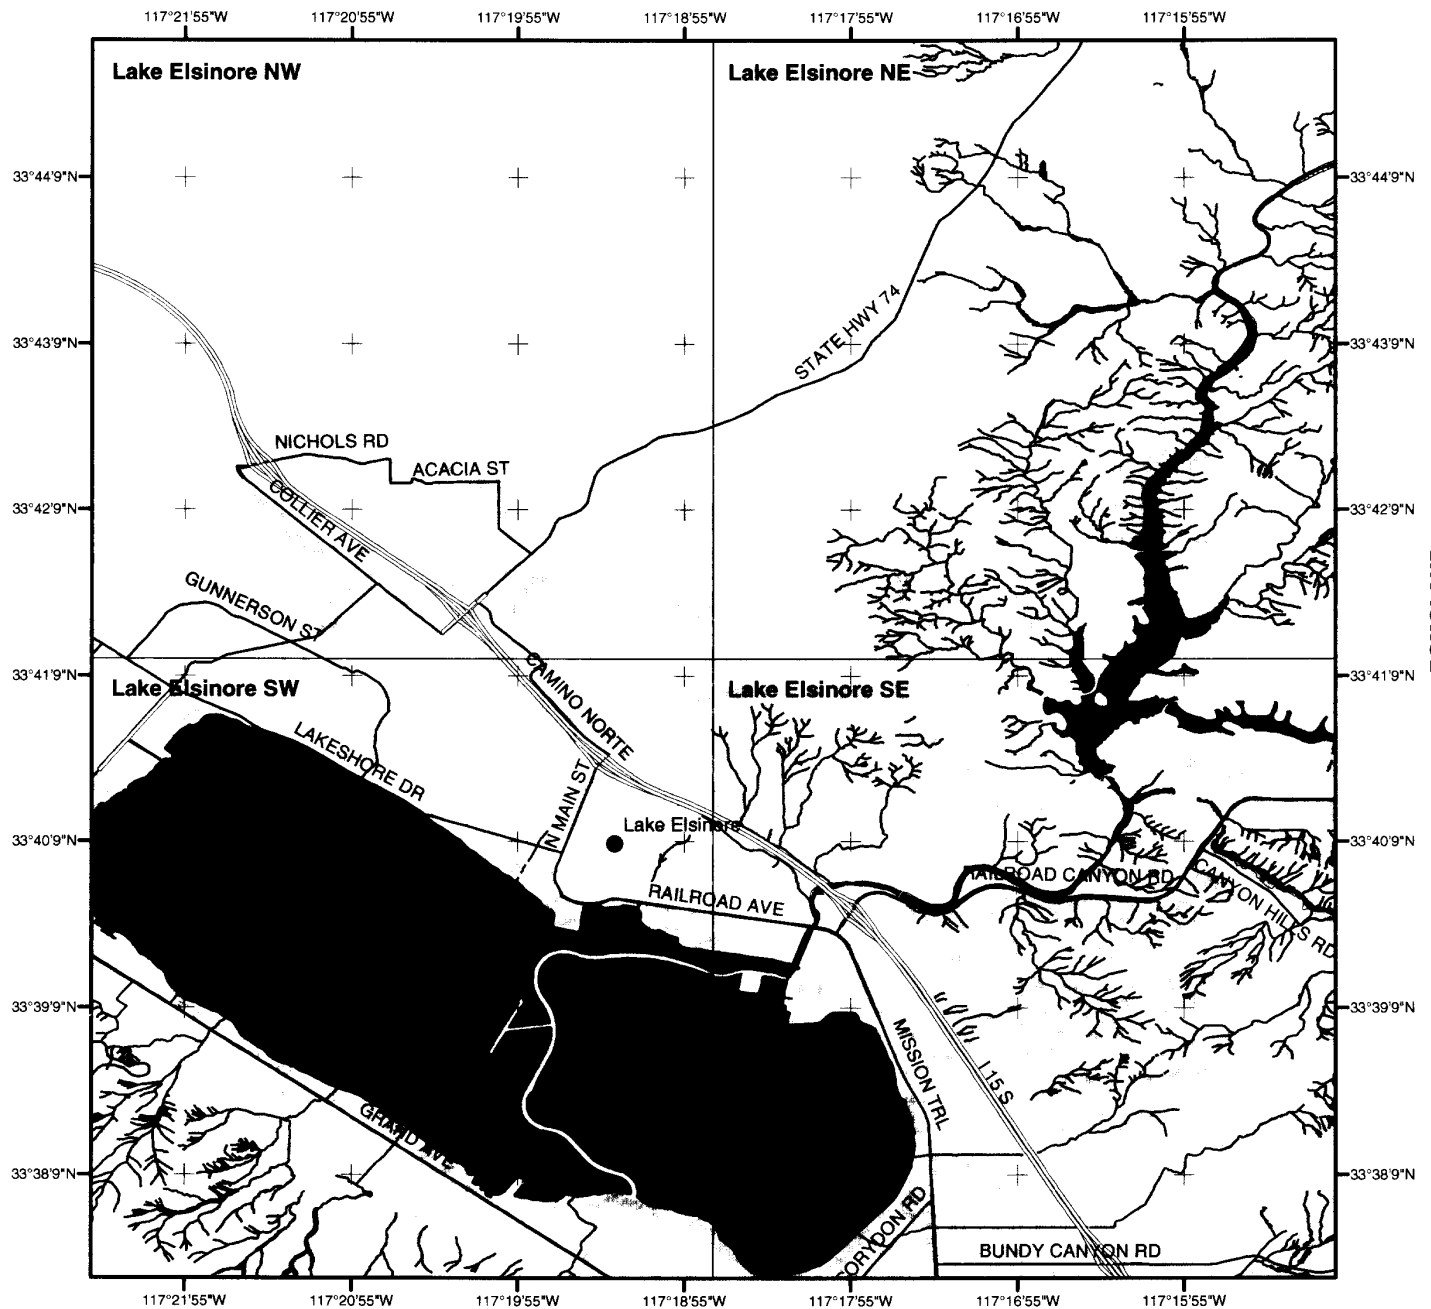 117°21'55"W 117°20'55"W 117°19'55"W 117°18'55"W 117°17'55"W 117°16'55"W 117°15'55"W
Lake Elsinore NW
Lake Elsinore NE
33°44'9"N
33°44'9"N
STATE HWY 74
33°43'9"N
33°43'9"N
NICHOLS RD
ACACIA ST
COLLIER AVE
33°42'9"N
33°42'9"N
GUNNERSON ST
33°41'9"N
33°41'9"N
Lake Elsinore SW
CAMINO NORTE
Lake Elsinore SE
LAKESHORE DR
N MAIN ST
Lake Elsinore
33°40'9"N
33°40'9"N
RAILROAD CANYON RD
CANYON HILLS RD
RAILROAD AVE
33°39'9"N
33°39'9"N
MISSION TRL
I 15 S
GRAND AVE
33°38'9"N
33°38'9"N
CORYDON RD
BUNDY CANYON RD
117°21'55"W 117°20'55"W 117°19'55"W 117°18'55"W 117°17'55"W 117°16'55"W 117°15'55"W